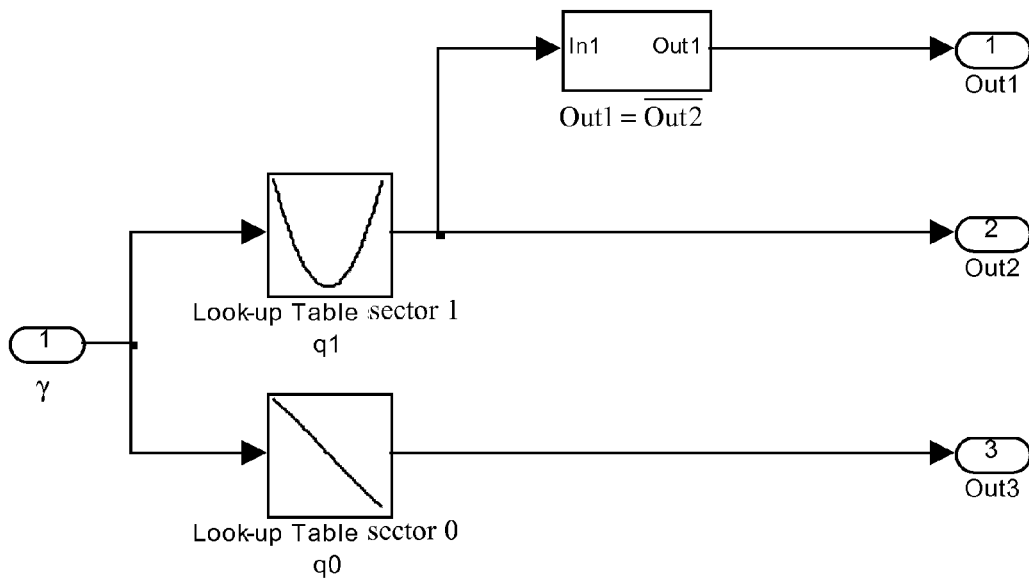 In1 Out1
1
Out1
Out1 = \overline{Out2}
2
Out2
Look-up Table sector 1
q1
1
γ
3
Out3
Look-up Table sector 0
q0